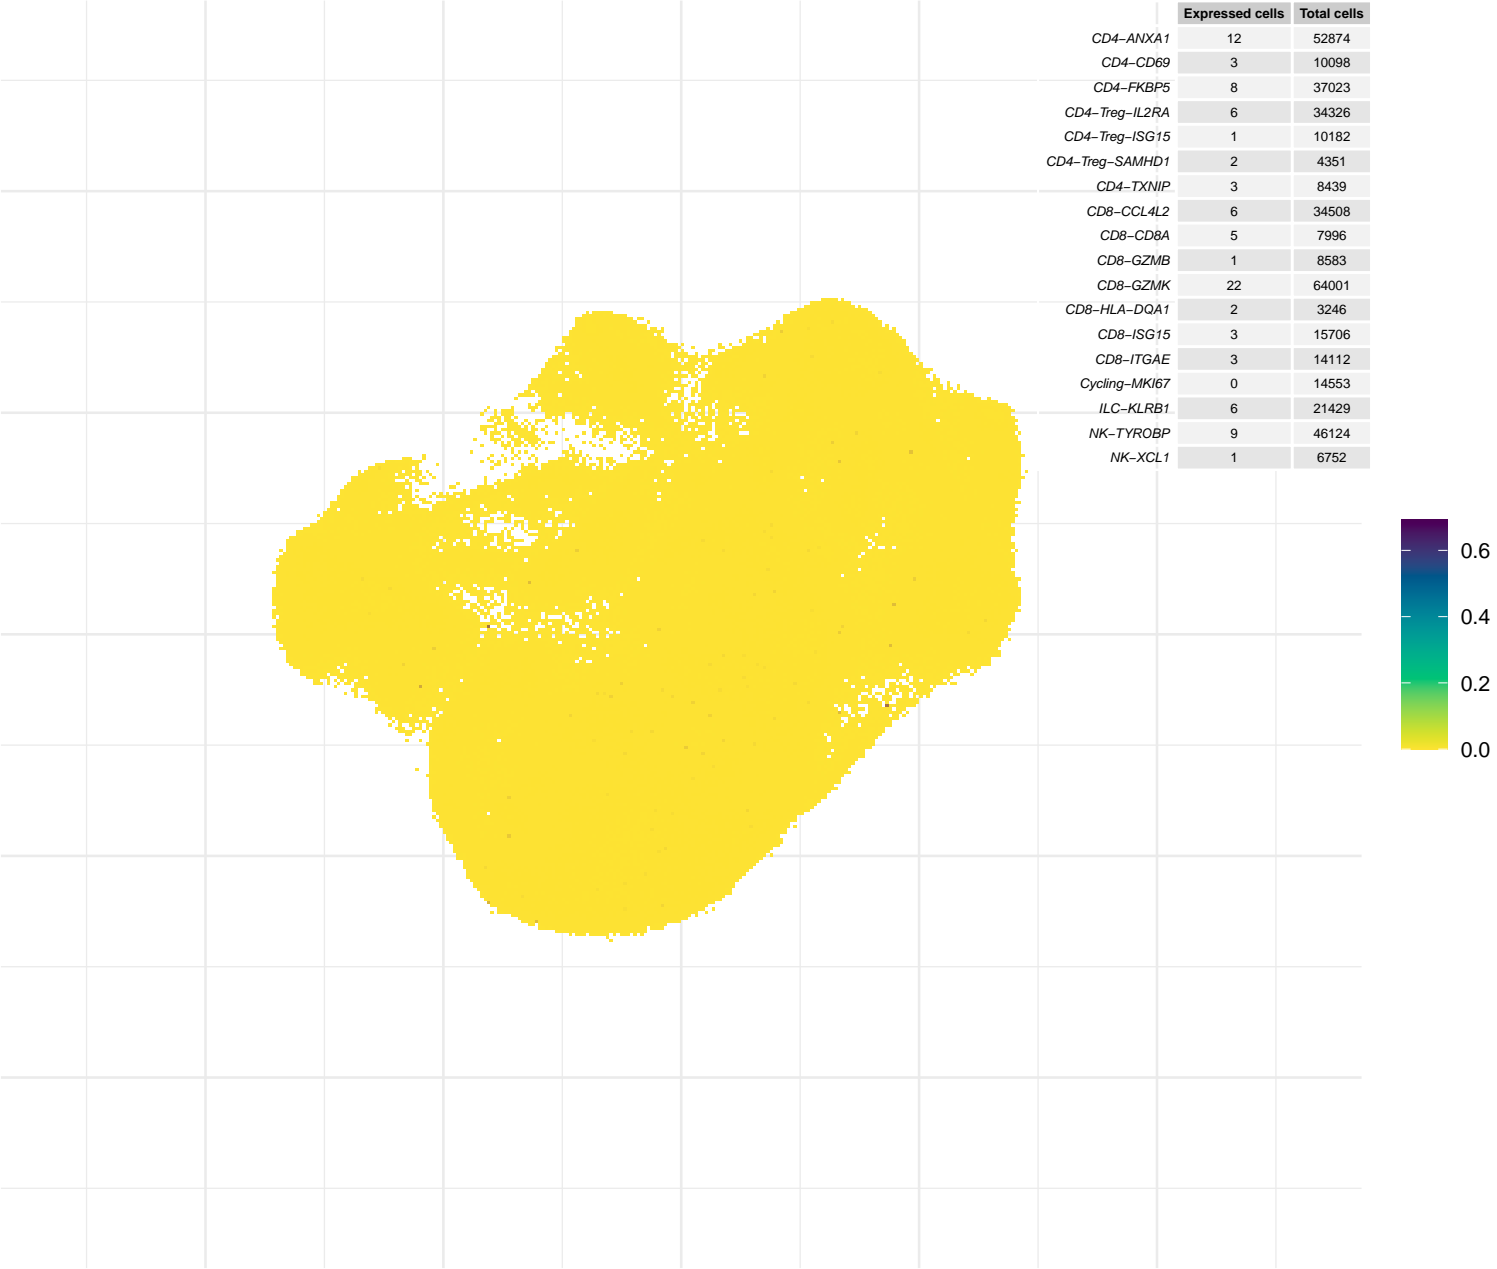 Expressed cells Total cells
CD4−ANXA1 12 52874
CD4−CD69 3 10098
CD4−FKBP5 8 37023
CD4−Treg−IL2RA 6 34326
CD4−Treg−ISG15 1 10182
CD4−Treg−SAMHD1 2 4351
CD4−TXNIP 3 8439
CD8−CCL4L2 6 34508
CD8−CD8A 5 7996
CD8−GZMB 1 8583
CD8−GZMK 22 64001
CD8−HLA−DQA1 2 3246
CD8−ISG15 3 15706
CD8−ITGAE 3 14112
Cycling−MKI67 0 14553
ILC−KLRB1 6 21429
NK−TYROBP 9 46124
NK−XCL1 1 6752
0.6
0.4
0.2
0.0